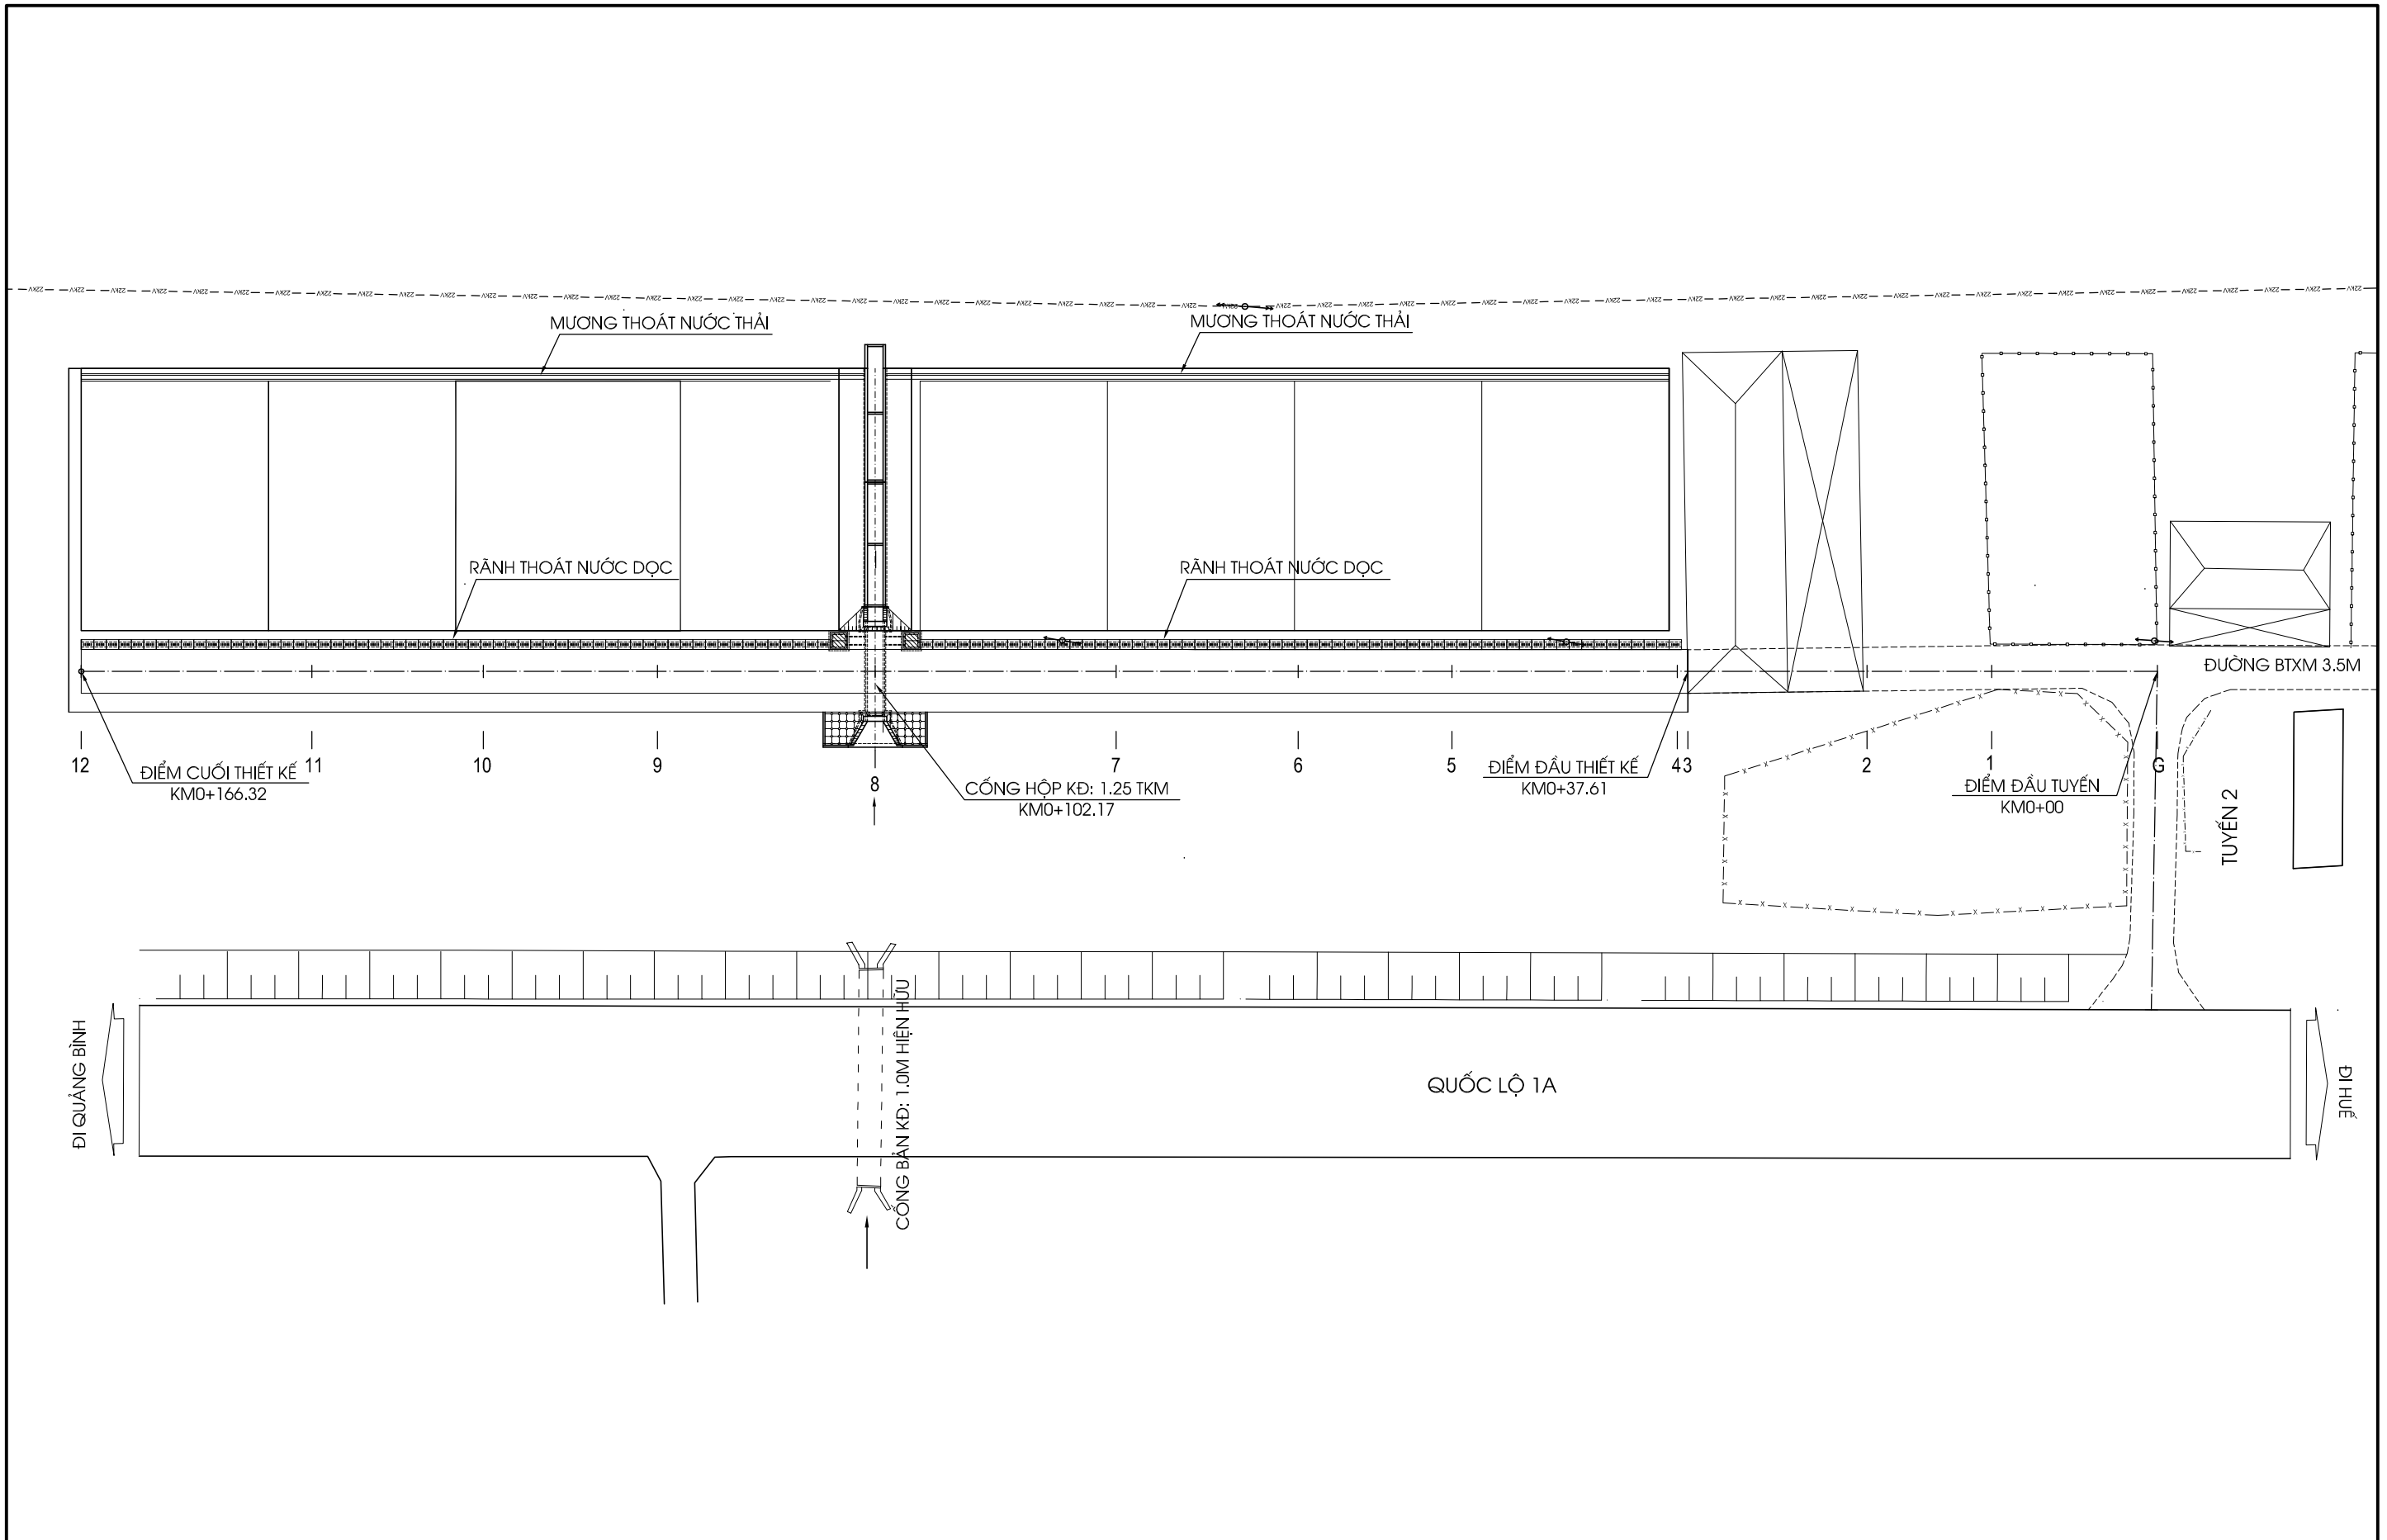 22KV
MƯƠNG THOÁT NƯỚC THẢI
MƯƠNG THOÁT NƯỚC THẢI
RÃNH THOÁT NƯỚC DỌC
RÃNH THOÁT NƯỚC DỌC
ĐƯỜNG BTXM 3.5M
12
11
10
9
8
7
6
5
4
3
2
1
G
ĐIỂM CUỐI THIẾT KẾ
KM0+166.32
CỐNG HỘP KĐ: 1.25 TKM
KM0+102.17
ĐIỂM ĐẦU THIẾT KẾ
KM0+37.61
ĐIỂM ĐẦU TUYẾN
KM0+00
TUYẾN 2
CỐNG BẢN KĐ: 1.0M HIỆN HỮU
ĐI QUẢNG BÌNH
QUỐC LỘ 1A
ĐI HUẾ